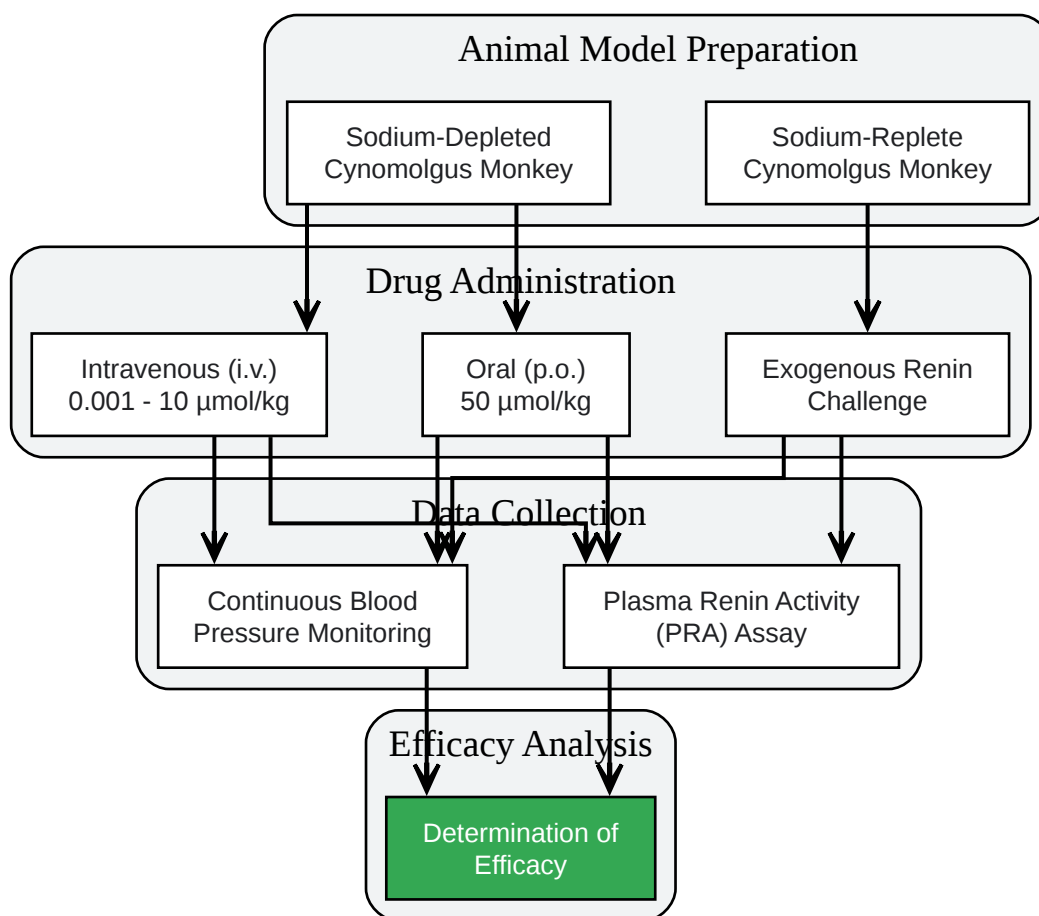 Animal Model Preparation
Sodium-Depleted
Cynomolgus Monkey
Sodium-Replete
Cynomolgus Monkey
Drug Administration
Intravenous (i.v.)
0.001 - 10 µmol/kg
Oral (p.o.)
50 µmol/kg
Exogenous Renin
Challenge
Data Collection
Continuous Blood
Pressure Monitoring
Plasma Renin Activity
(PRA) Assay
Efficacy Analysis
Determination of
Efficacy